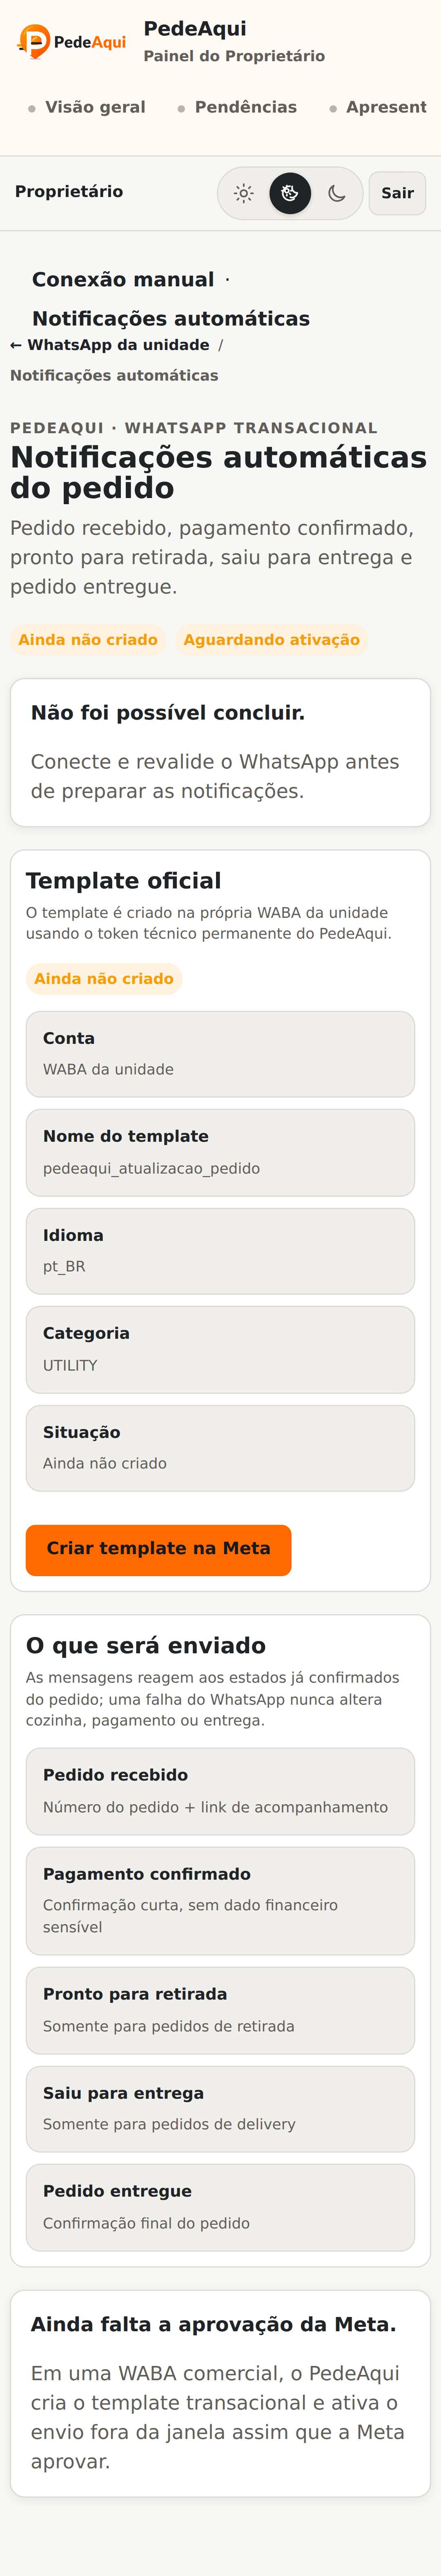 PedeAqui
PedeAqui
Painel do Proprietário
Visão geral
Pendências
Apresent
Proprietário
Sair
Conexão manual ·
Notificações automáticas
← WhatsApp da unidade /
Notificações automáticas
PEDEAQUI · WHATSAPP TRANSACIONAL
Notificações automáticas
do pedido
Pedido recebido, pagamento confirmado,
pronto para retirada, saiu para entrega e
pedido entregue.
Ainda não criado
Aguardando ativação
Não foi possível concluir.
Conecte e revalide o WhatsApp antes
de preparar as notificações.
Template oficial
O template é criado na própria WABA da unidade
usando o token técnico permanente do PedeAqui.
Ainda não criado
Conta
WABA da unidade
Nome do template
pedeaqui_atualizacao_pedido
Idioma
pt_BR
Categoria
UTILITY
Situação
Ainda não criado
Criar template na Meta
O que será enviado
As mensagens reagem aos estados já confirmados
do pedido; uma falha do WhatsApp nunca altera
cozinha, pagamento ou entrega.
Pedido recebido
Número do pedido + link de acompanhamento
Pagamento confirmado
Confirmação curta, sem dado financeiro
sensível
Pronto para retirada
Somente para pedidos de retirada
Saiu para entrega
Somente para pedidos de delivery
Pedido entregue
Confirmação final do pedido
Ainda falta a aprovação da Meta.
Em uma WABA comercial, o PedeAqui
cria o template transacional e ativa o
envio fora da janela assim que a Meta
aprovar.